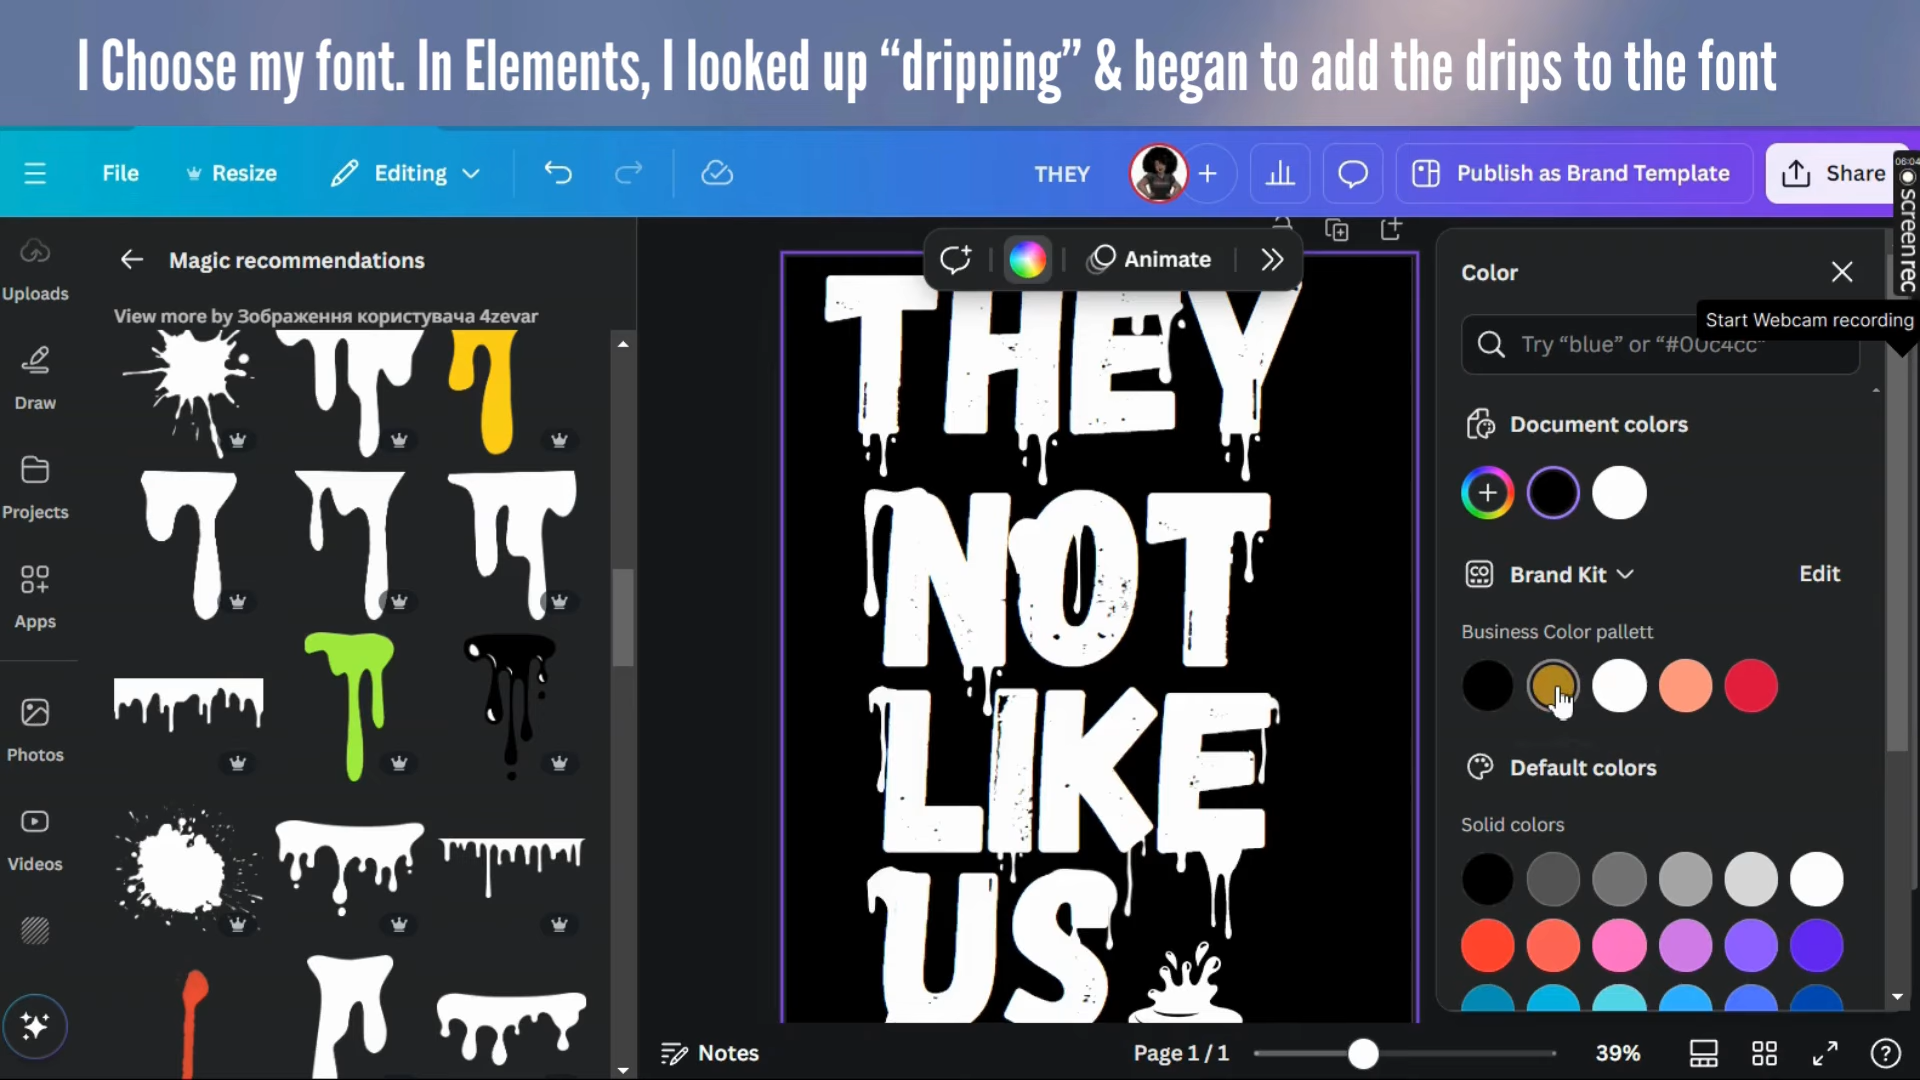 I Choose my font. In Elements, I looked up “dripping” & began to add the drips to the font
File
Resize
Editing
THEY
Publish as Brand Template
Share
06:04
screenrec
Uploads
Draw
Projects
Apps
Photos
Videos
Magic recommendations
View more by Зображення користувача 4zevar
Animate
THEY
NOT
LIKE
US
Color
Start Webcam recording
Try “blue” or “#00c4cc”
Document colors
CO
Brand Kit
Edit
Business Color pallett
Default colors
Solid colors
Notes
Page 1 / 1
39%